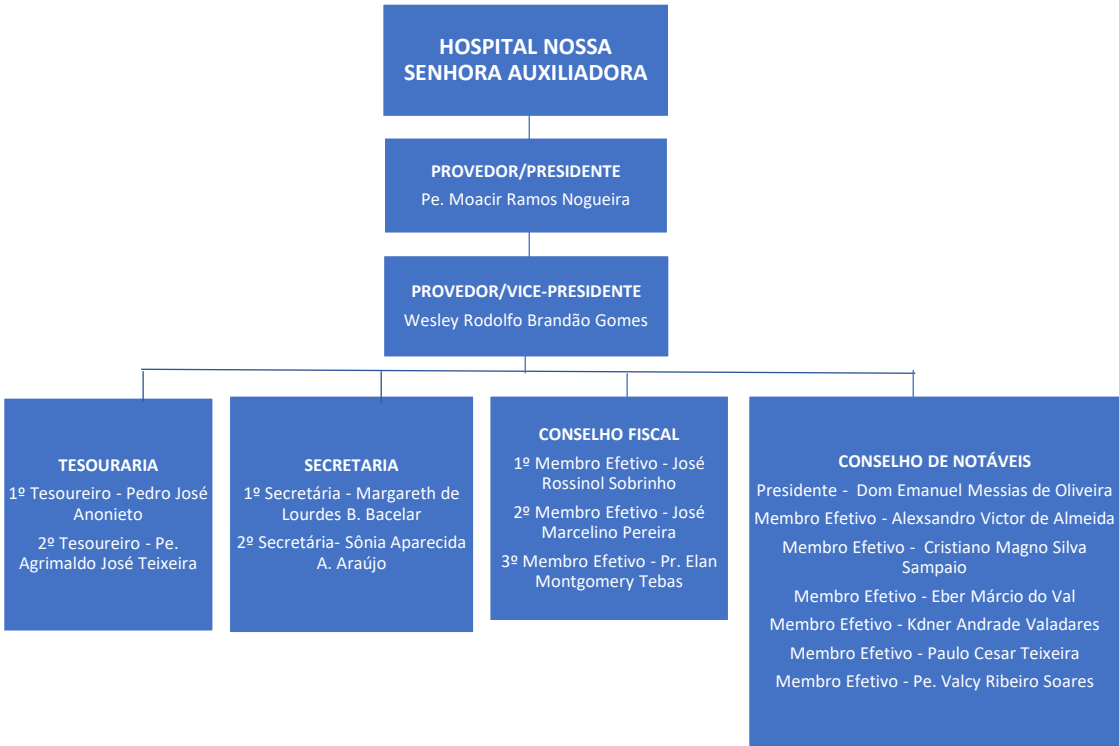 HOSPITAL NOSSA
SENHORA AUXILIADORA
PROVEDOR/PRESIDENTE
Pe. Moacir Ramos Nogueira
PROVEDOR/VICE-PRESIDENTE
Wesley Rodolfo Brandão Gomes
TESOURARIA
1º Tesoureiro - Pedro José
Anonieto
2º Tesoureiro - Pe.
Agrimaldo José Teixeira
SECRETARIA
1º Secretária - Margareth de
Lourdes B. Bacelar
2º Secretária- Sônia Aparecida
A. Araújo
CONSELHO FISCAL
1º Membro Efetivo - José
Rossinol Sobrinho
2º Membro Efetivo - José
Marcelino Pereira
3º Membro Efetivo - Pr. Elan
Montgomery Tebas
CONSELHO DE NOTÁVEIS
Presidente - Dom Emanuel Messias de Oliveira
Membro Efetivo - Alexsandro Victor de Almeida
Membro Efetivo - Cristiano Magno Silva
Sampaio
Membro Efetivo - Eber Márcio do Val
Membro Efetivo - Kdner Andrade Valadares
Membro Efetivo - Paulo Cesar Teixeira
Membro Efetivo - Pe. Valcy Ribeiro Soares